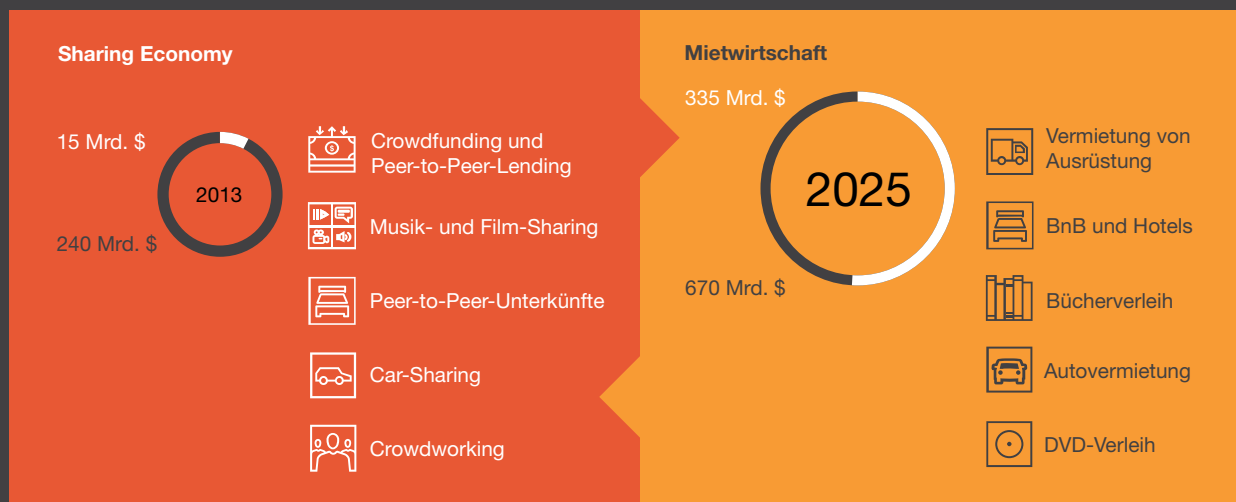 Sharing Economy
15 Mrd. $
2013
240 Mrd. $
Crowdfunding und
Peer-to-Peer-Lending
Musik- und Film-Sharing
Peer-to-Peer-Unterkünfte
Car-Sharing
Crowdworking
Mietwirtschaft
335 Mrd. $
2025
670 Mrd. $
Vermietung von
Ausrüstung
BnB und Hotels
Bücherverleih
Autovermietung
DVD-Verleih